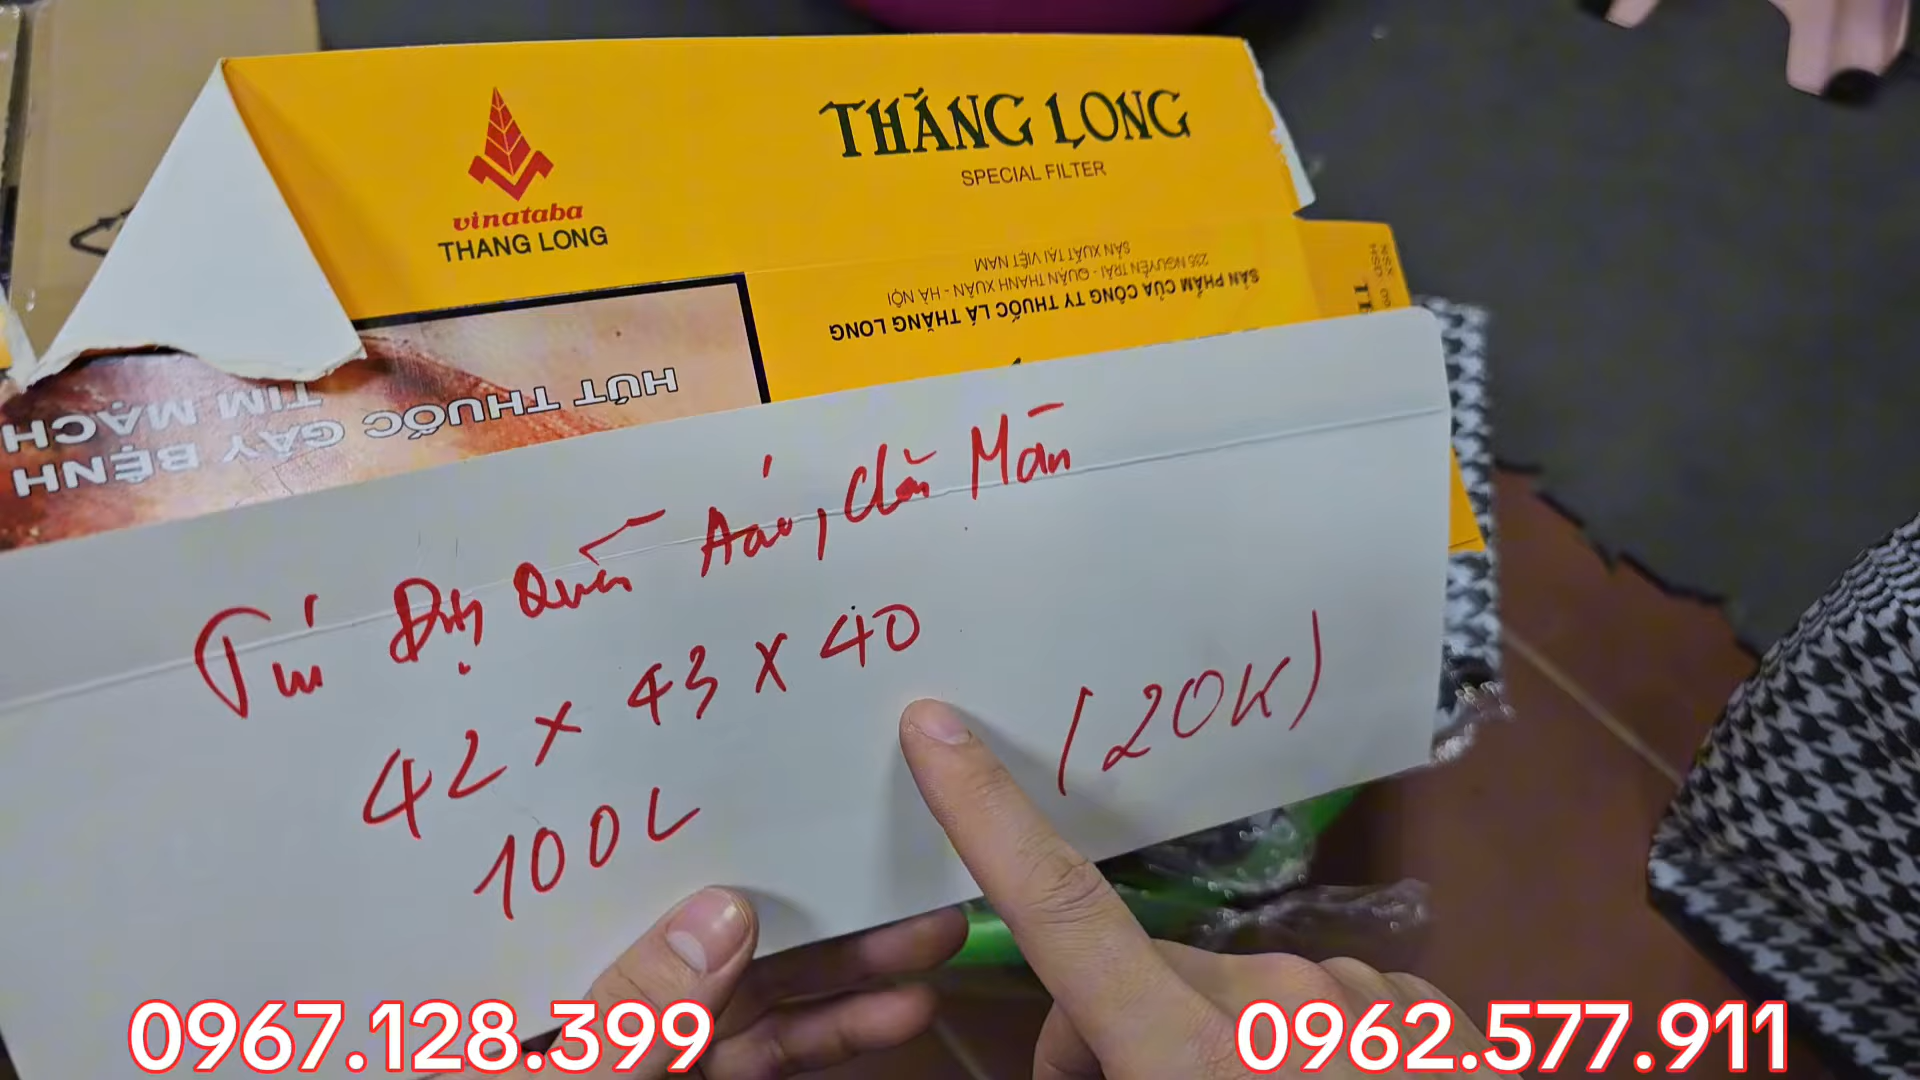 vinataba
THANG LONG
THĂNG LONG
SPECIAL FILTER
SẢN PHẨM CỦA CÔNG TY THUỐC LÁ THĂNG LONG
235 NGUYỄN TRÃI - QUẬN THANH XUÂN - HÀ NỘI
SẢN XUẤT TẠI VIỆT NAM
NSX
HSD
HÚT THUỐC GÂY BỆNH
TIM MẠCH
Túi Đựng Quần Áo, Chăn Màn
42 x 43 x 40
100L
(20K)
0967.128.399
0962.577.911